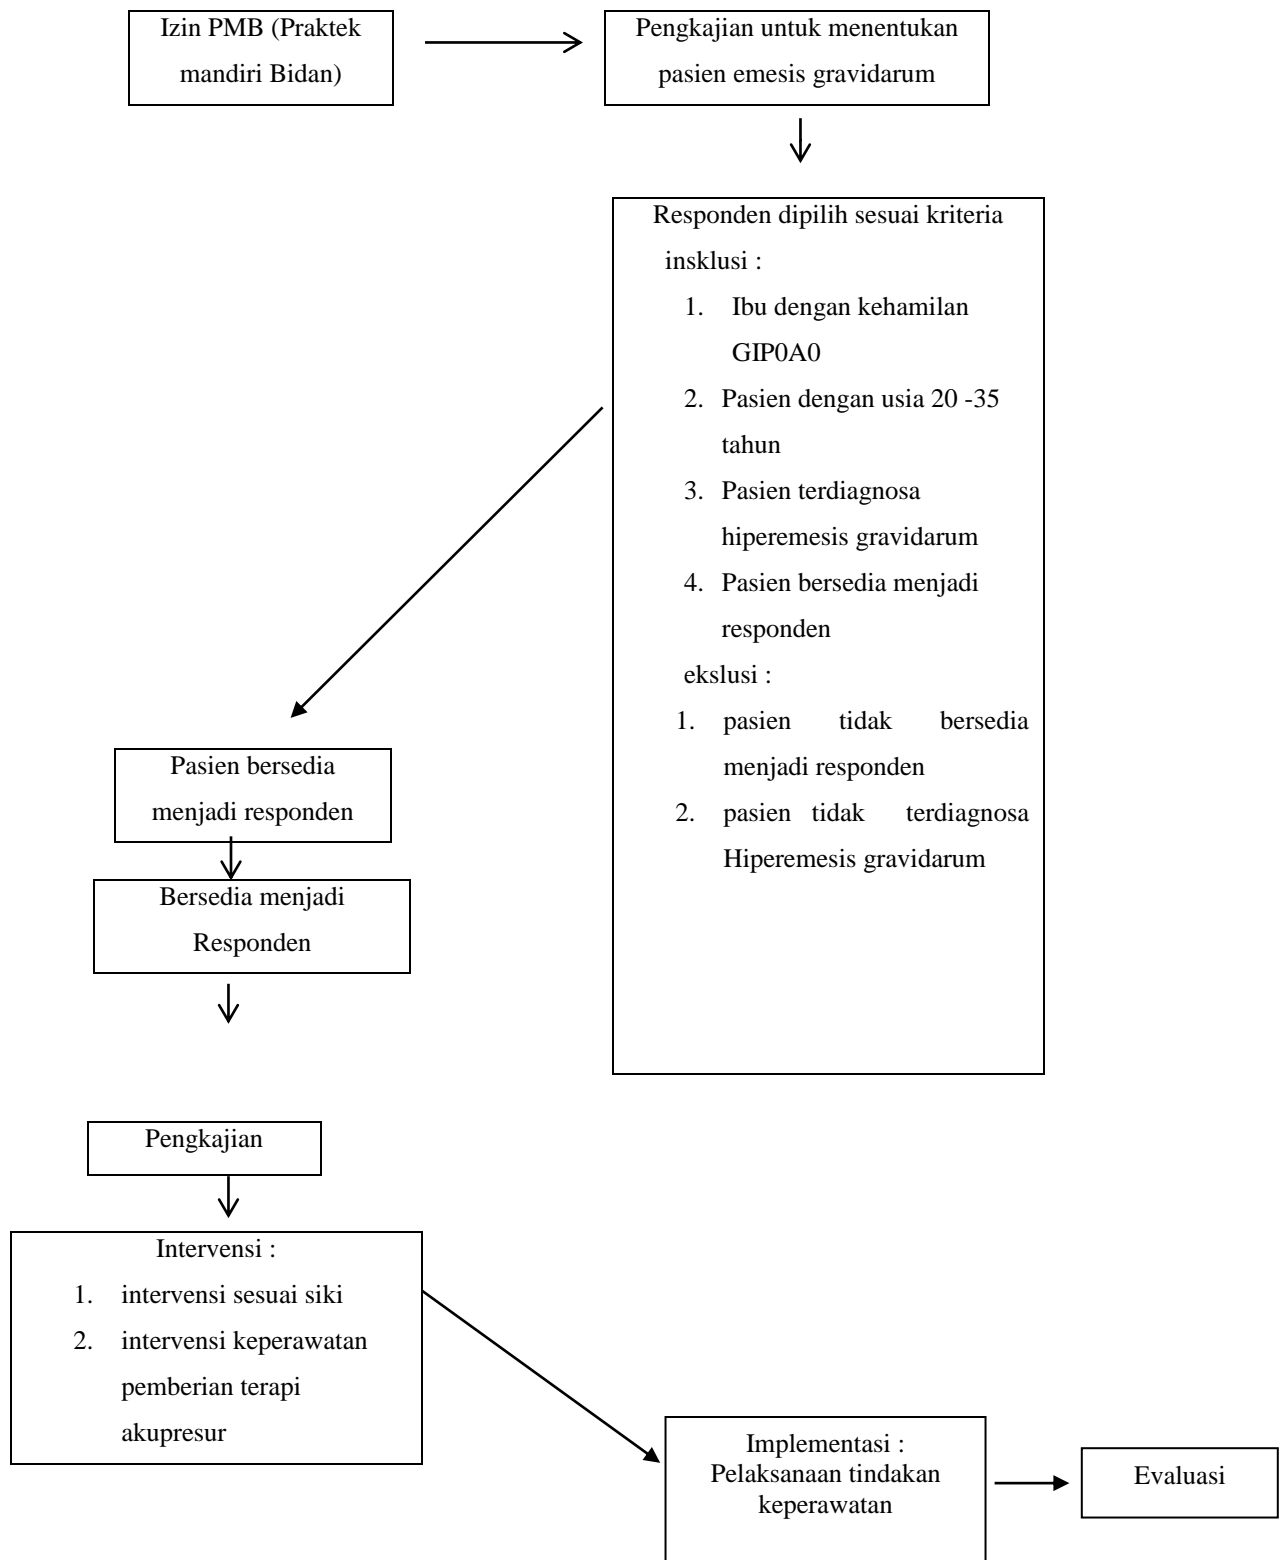 Izin PMB (Praktek
mandiri Bidan)
Pengkajian untuk menentukan
pasien emesis gravidarum
Responden dipilih sesuai kriteria
insklusi :
1. Ibu dengan kehamilan
GIP0A0
2. Pasien dengan usia 20 -35
tahun
3. Pasien terdiagnosa
hiperemesis gravidarum
4. Pasien bersedia menjadi
responden
ekslusi :
1. pasien tidak bersedia
menjadi responden
2. pasien tidak terdiagnosa
Hiperemesis gravidarum
Pasien bersedia
menjadi responden
Bersedia menjadi
Responden
Pengkajian
Intervensi :
1. intervensi sesuai siki
2. intervensi keperawatan
pemberian terapi
akupresur
Implementasi :
Pelaksanaan tindakan
keperawatan
Evaluasi